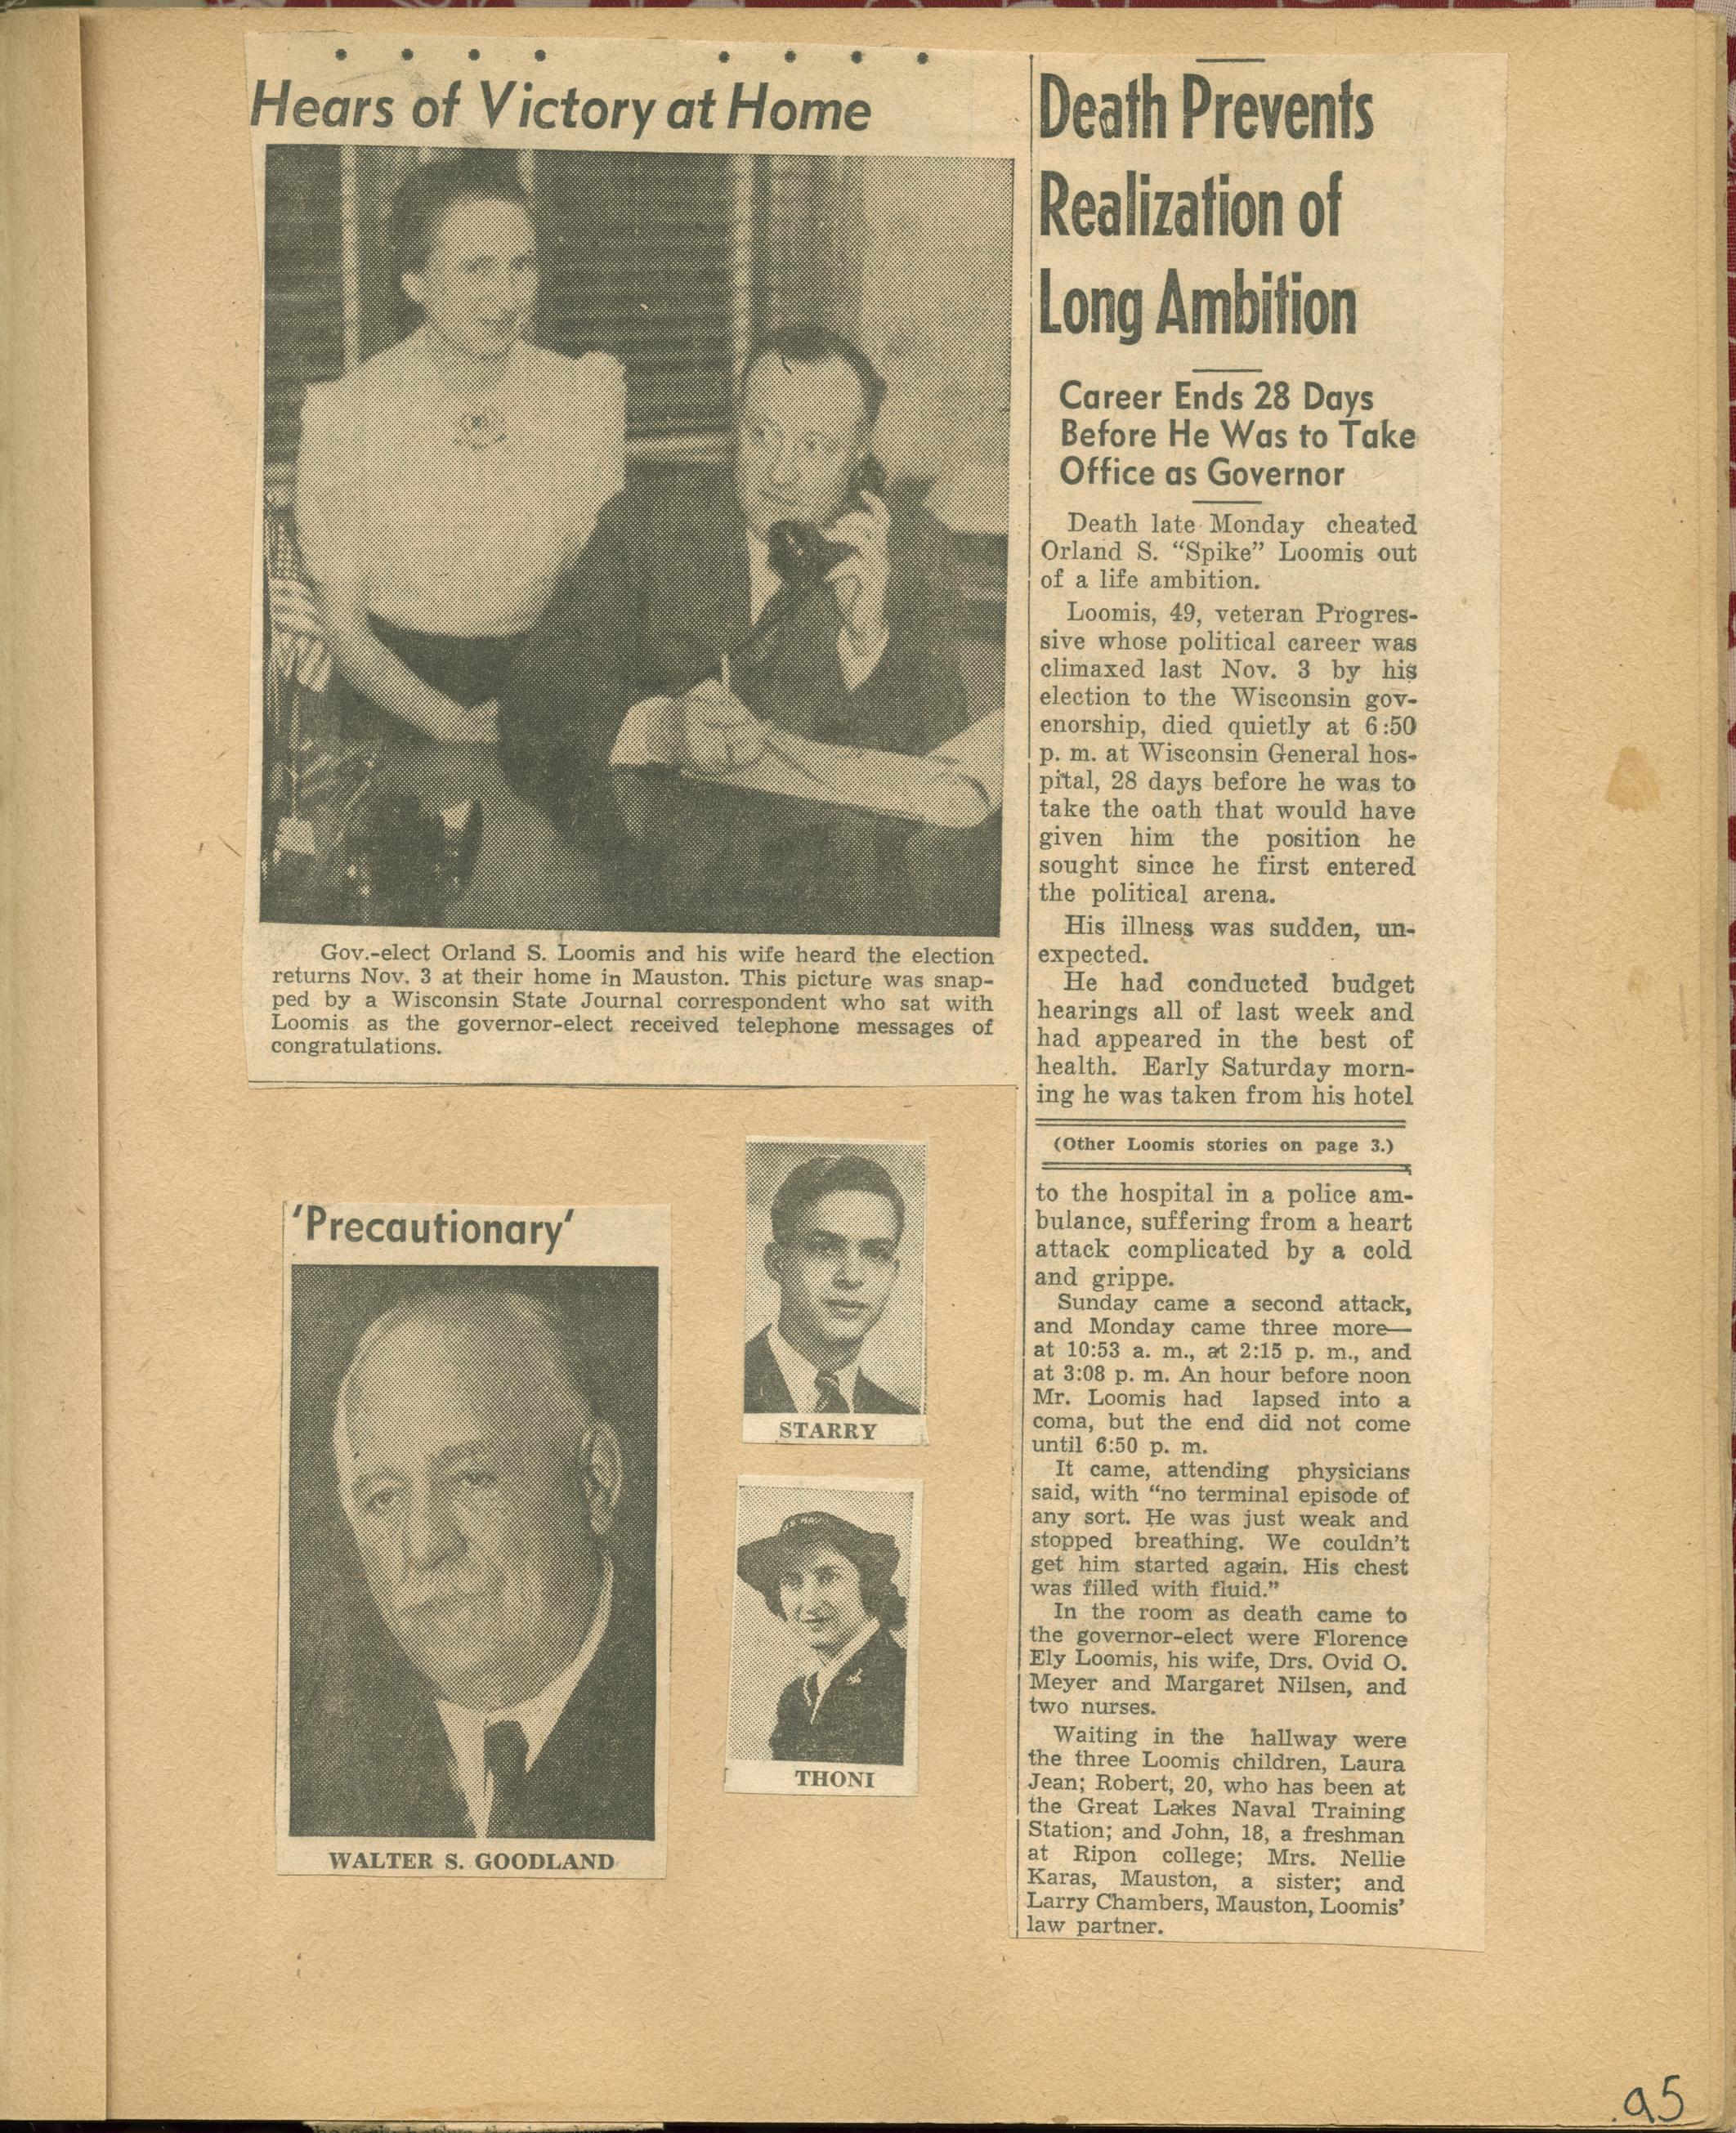 Hears of Victory at Home
Gov.-elect Orland S. Loomis and his wife heard the election
returns Nov. 3 at their home in Mauston. This picture was snap-
ped by a Wisconsin State Journal correspondent who sat with
Loomis as the governor-elect received telephone messages of
congratulations.
'Precautionary'
WALTER S. GOODLAND
STARRY
THONI
Death Prevents
Realization of
Long Ambition
Career Ends 28 Days
Before He Was to Take
Office as Governor
Death late Monday cheated
Orland S. "Spike" Loomis out
of a life ambition.
Loomis, 49, veteran Progres-
sive whose political career was
climaxed last Nov. 3 by his
election to the Wisconsin gov-
enorship, died quietly at 6:50
p. m. at Wisconsin General hos-
pital, 28 days before he was to
take the oath that would have
given him the position he
sought since he first entered
the political arena.
His illness was sudden, un-
expected.
He had conducted budget
hearings all of last week and
had appeared in the best of
health. Early Saturday morn-
ing he was taken from his hotel
(Other Loomis stories on page 3.)
to the hospital in a police am-
bulance, suffering from a heart
attack complicated by a cold
and grippe.
Sunday came a second attack,
and Monday came three more—
at 10:53 a. m., at 2:15 p. m., and
at 3:08 p. m. An hour before noon
Mr. Loomis had lapsed into a
coma, but the end did not come
until 6:50 p. m.
It came, attending physicians
said, with "no terminal episode of
any sort. He was just weak and
stopped breathing. We couldn't
get him started again. His chest
was filled with fluid."
In the room as death came to
the governor-elect were Florence
Ely Loomis, his wife, Drs. Ovid O.
Meyer and Margaret Nilsen, and
two nurses.
Waiting in the hallway were
the three Loomis children, Laura
Jean; Robert, 20, who has been at
the Great Lakes Naval Training
Station; and John, 18, a freshman
at Ripon college; Mrs. Nellie
Karas, Mauston, a sister; and
Larry Chambers, Mauston, Loomis'
law partner.
95